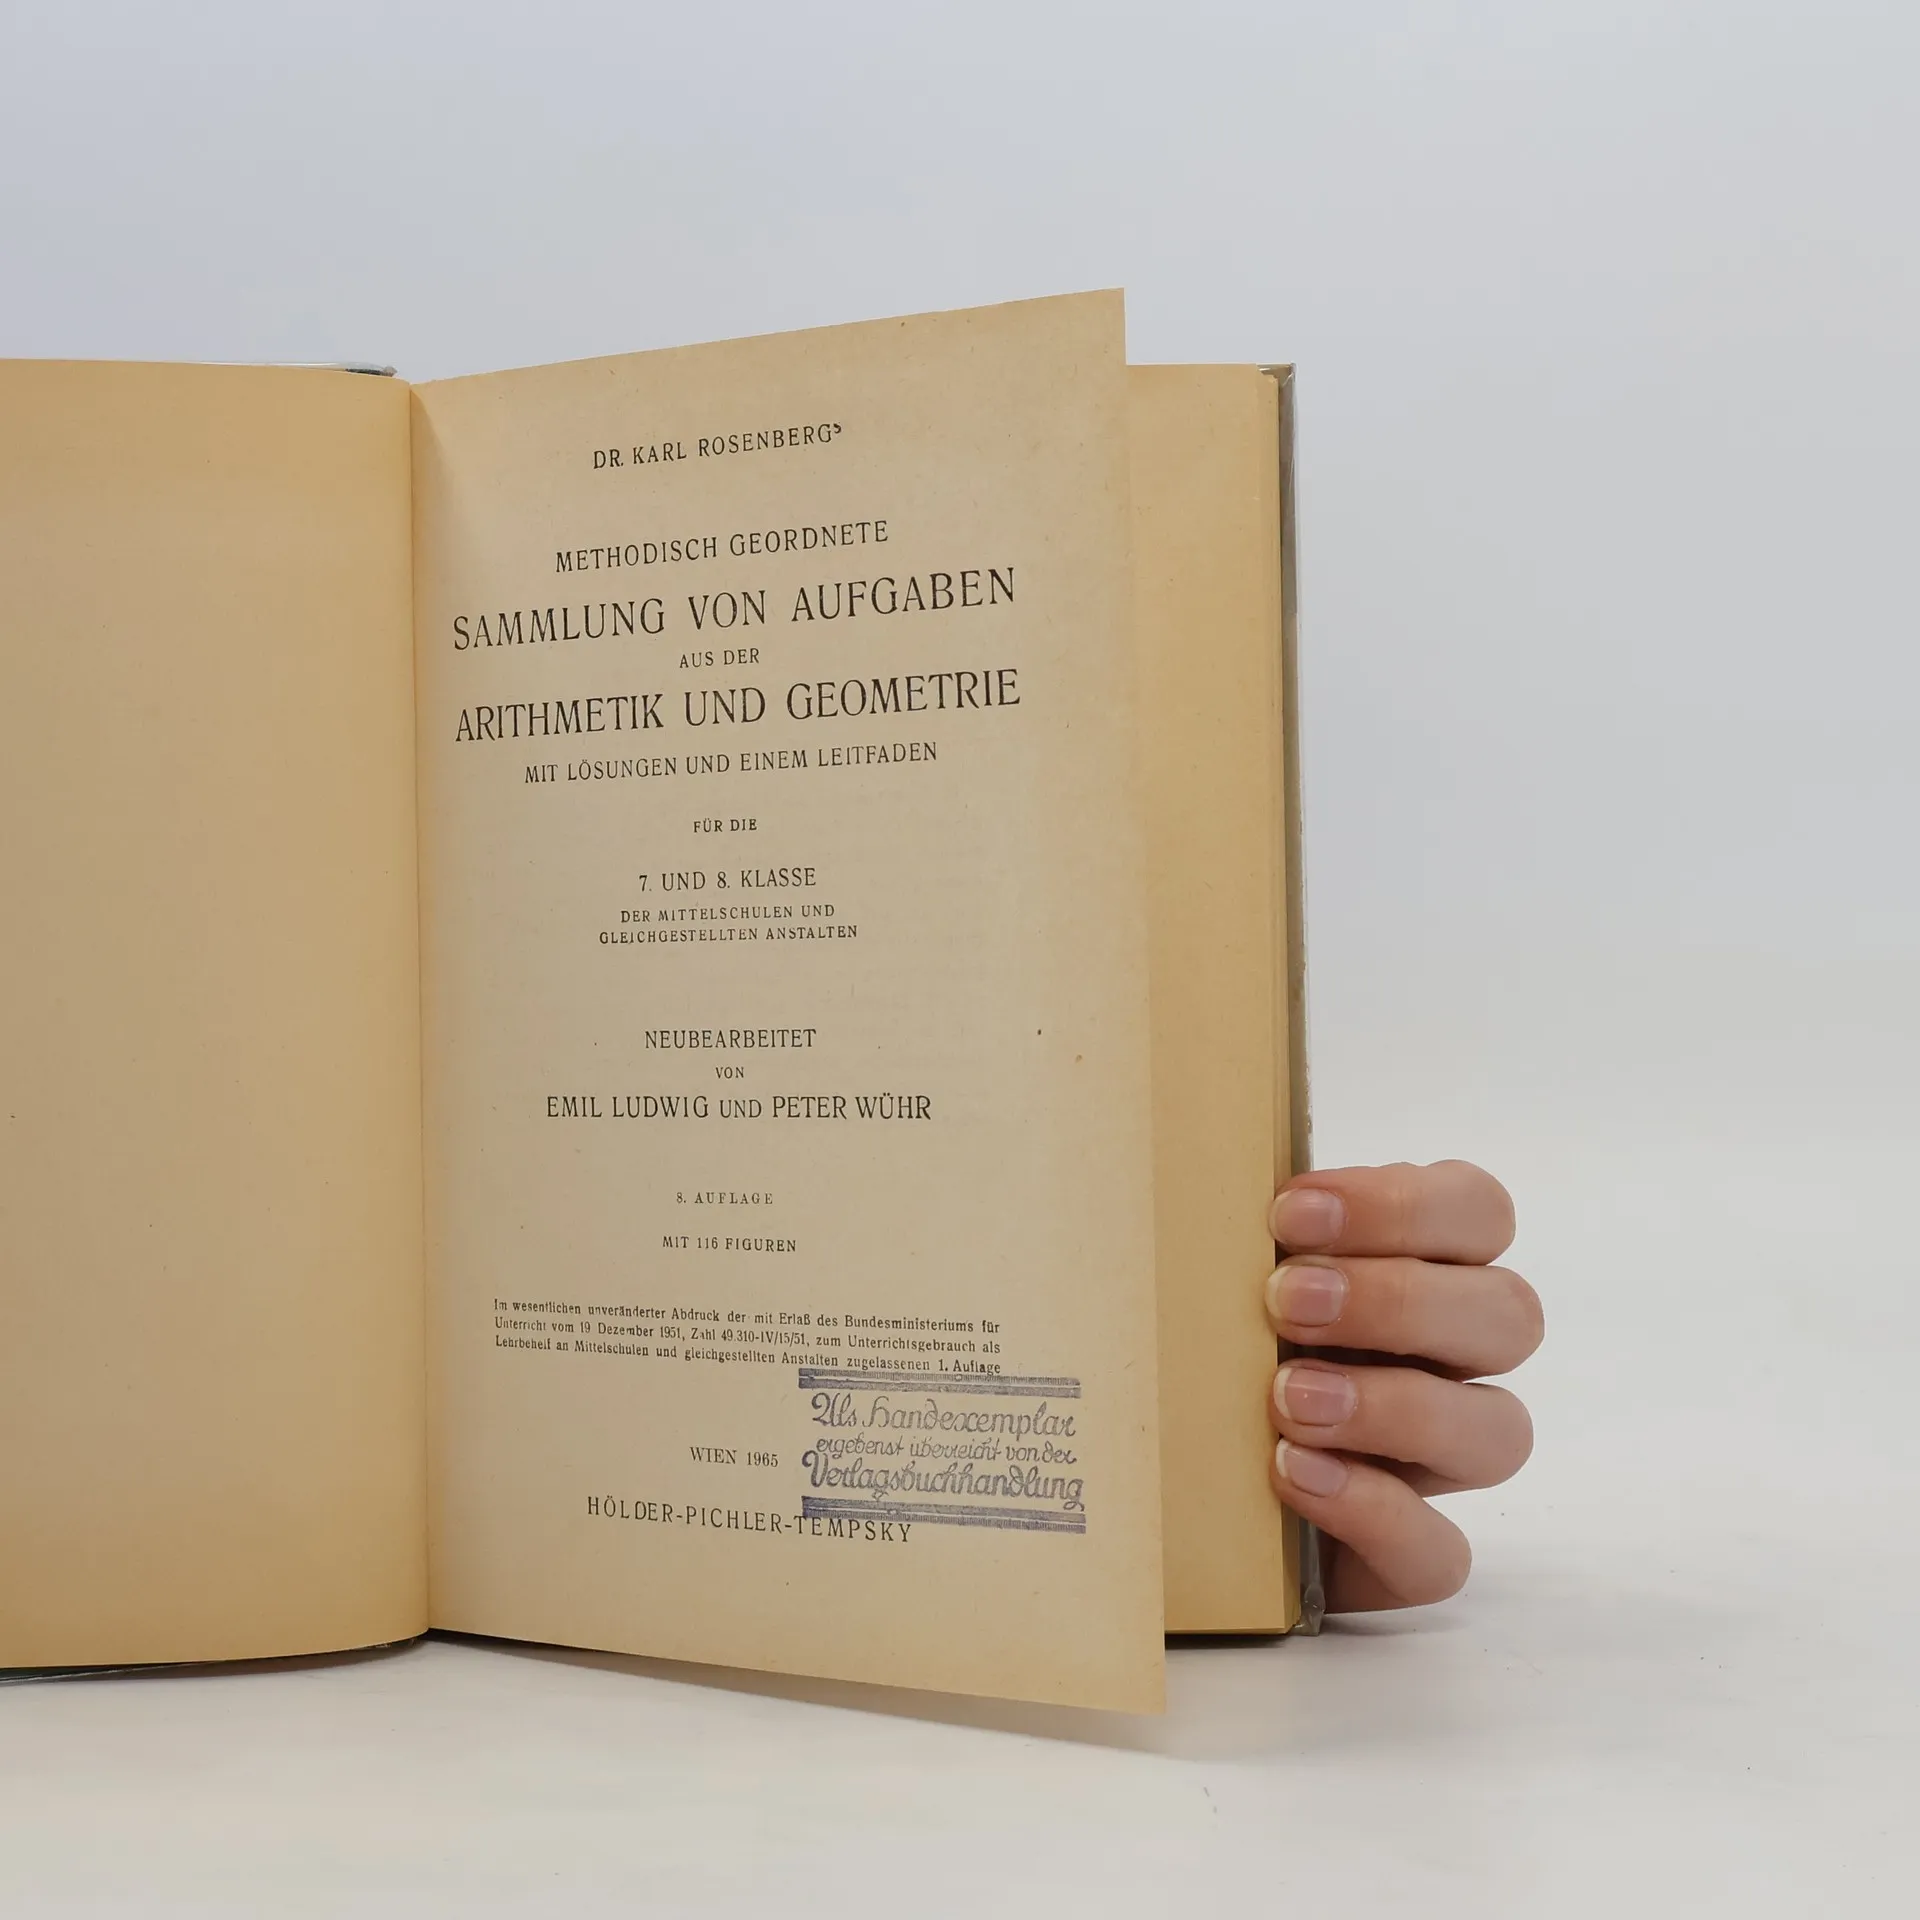 DR. KARL ROSENBERGs
METHODISCH GEORDNETE
SAMMLUNG VON AUFGABEN
AUS DER
ARITHMETIK UND GEOMETRIE
MIT LÖSUNGEN UND EINEM LEITFADEN
FÜR DIE
7. UND 8. KLASSE
DER MITTELSCHULEN UND
GLEICHGESTELLTEN ANSTALTEN
NEUBEARBEITET
VON
EMIL LUDWIG UND PETER WÜHR
8. AUFLAGE
MIT 116 FIGUREN
Im wesentlichen unveränderter Abdruck der mit Erlaß des Bundesministeriums für
Unterricht vom 19 Dezember 1951, Zahl 49.310-IV/15/51, zum Unterrichtsgebrauch als
Lehrbehelf an Mittelschulen und gleichgestellten Anstalten zugelassenen 1. Auflage
Als Handexemplar
ergebenst überreicht von der
Verlagsbuchhandlung
WIEN 1965
HÖLDER-PICHLER-TEMPSKY